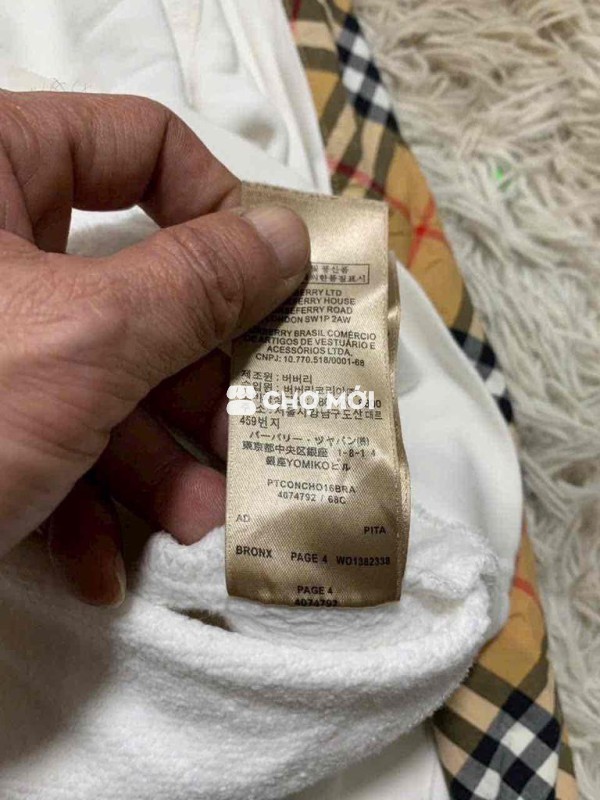 BERRY LTD
FERRY HOUSE
SEFERRY ROAD
LONDON SW1P 2AW
BERRY BRASIL COMÉRCIO
DE ARTIGOS DE VESTUÁRIO E
ACESSÓRIOS LTDA.
CNPJ: 10.770.518/0001-68
제조원 : 버버리
CHỢ MỚI
459번지
バーバリー・ジャパン㈱
東京都中央区銀座 1-8-14
銀座YOMIKOビル
PTCONCHO16BRA
4074792 / 68C
AD
PITA
BRONX PAGE 4 WO1382338
PAGE 4
4074792